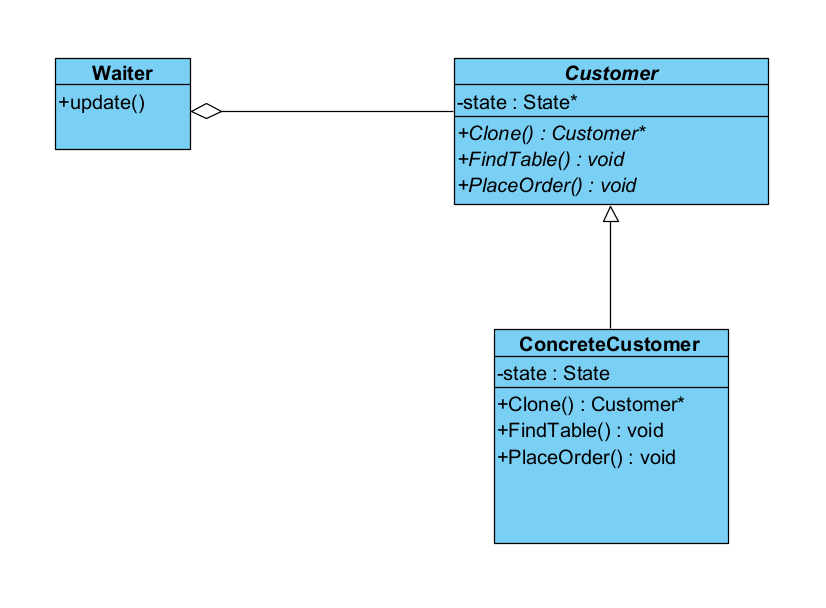 Waiter
+update()
Customer
-state : State*
+Clone() : Customer*
+FindTable() : void
+PlaceOrder() : void
ConcreteCustomer
-state : State
+Clone() : Customer*
+FindTable() : void
+PlaceOrder() : void